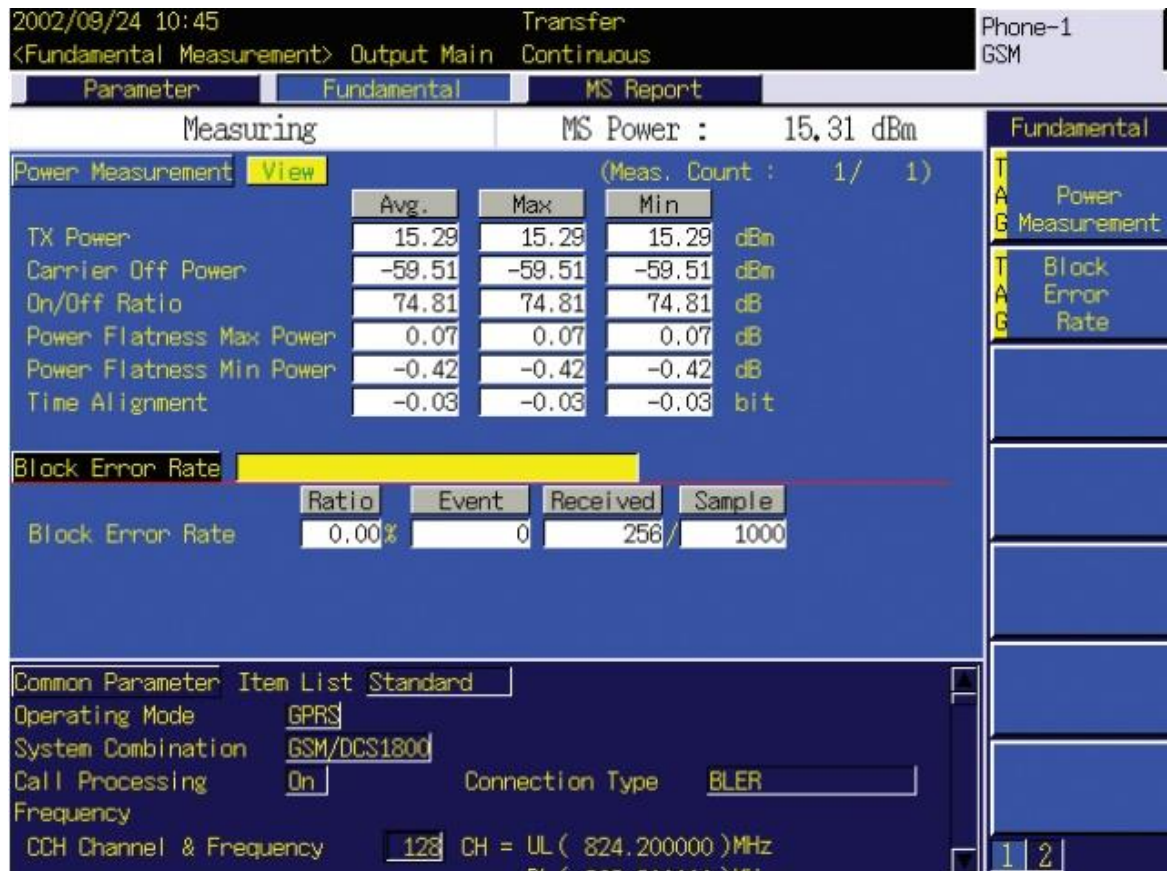 2002/09/24 10:45 Transfer
<Fundamental Measurement> Output Main Continuous
Phone-1
GSM
Parameter Fundamental MS Report
Measuring MS Power : 15.31 dBm
Fundamental
Power Measurement View (Meas. Count : 1/ 1)
Avg. Max Min
TX Power 15.29 15.29 15.29 dBm
Carrier Off Power -59.51 -59.51 -59.51 dBm
On/Off Ratio 74.81 74.81 74.81 dB
Power Flatness Max Power 0.07 0.07 0.07 dB
Power Flatness Min Power -0.42 -0.42 -0.42 dB
Time Alignment -0.03 -0.03 -0.03 bit
TAG Power
Measurement
TAG Block
Error
Rate
Block Error Rate
Ratio Event Received Sample
Block Error Rate 0.00% 0 256/ 1000
Common Parameter Item List Standard
Operating Mode GPRS
System Combination GSM/DCS1800
Call Processing On Connection Type BLER
Frequency
CCH Channel & Frequency 128 CH = UL( 824.200000)MHz
1 2